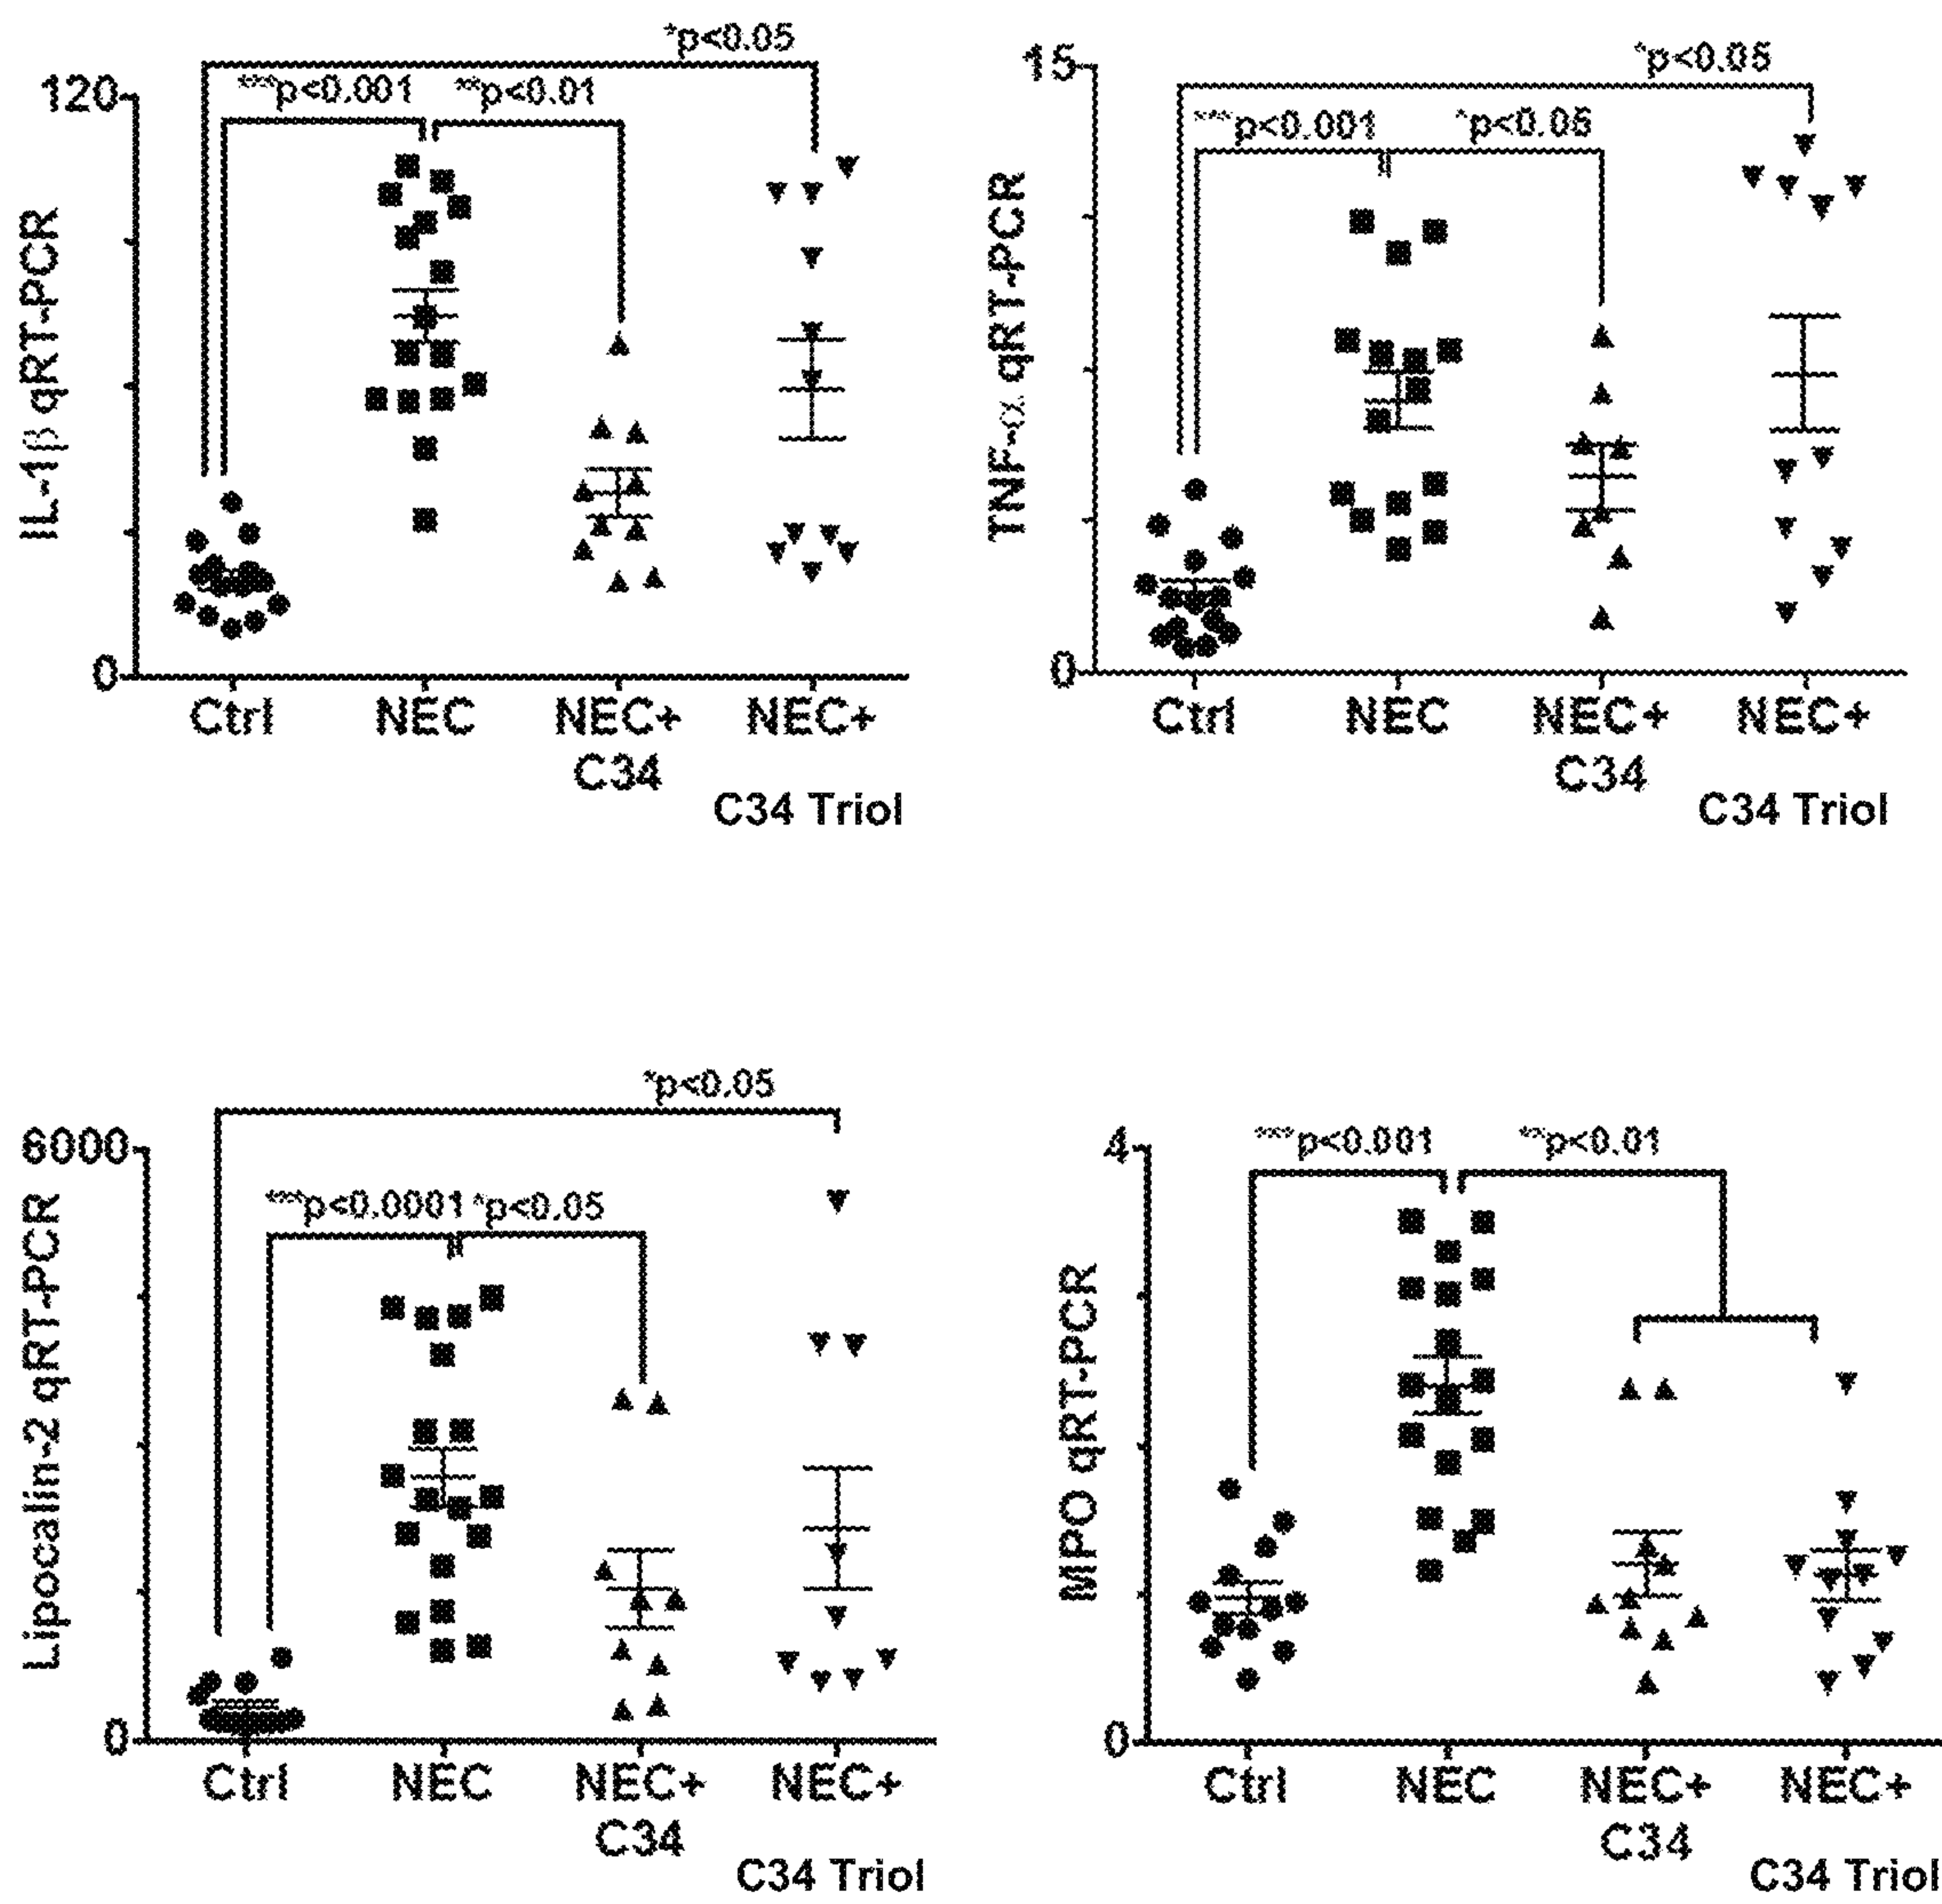 *p<0.05
120
***p<0.001 **p<0.01
IL-1β qRT-PCR
0
Ctrl NEC NEC+ NEC+
C34
C34 Triol
*p<0.05
15
***p<0.001 *p<0.05
TNF-α qRT-PCR
0
Ctrl NEC NEC+ NEC+
C34
C34 Triol
*p<0.05
6000
***p<0.0001 *p<0.05
Lipocalin-2 qRT-PCR
0
Ctrl NEC NEC+ NEC+
C34
C34 Triol
4
***p<0.001 **p<0.01
MPO qRT-PCR
0
Ctrl NEC NEC+ NEC+
C34
C34 Triol